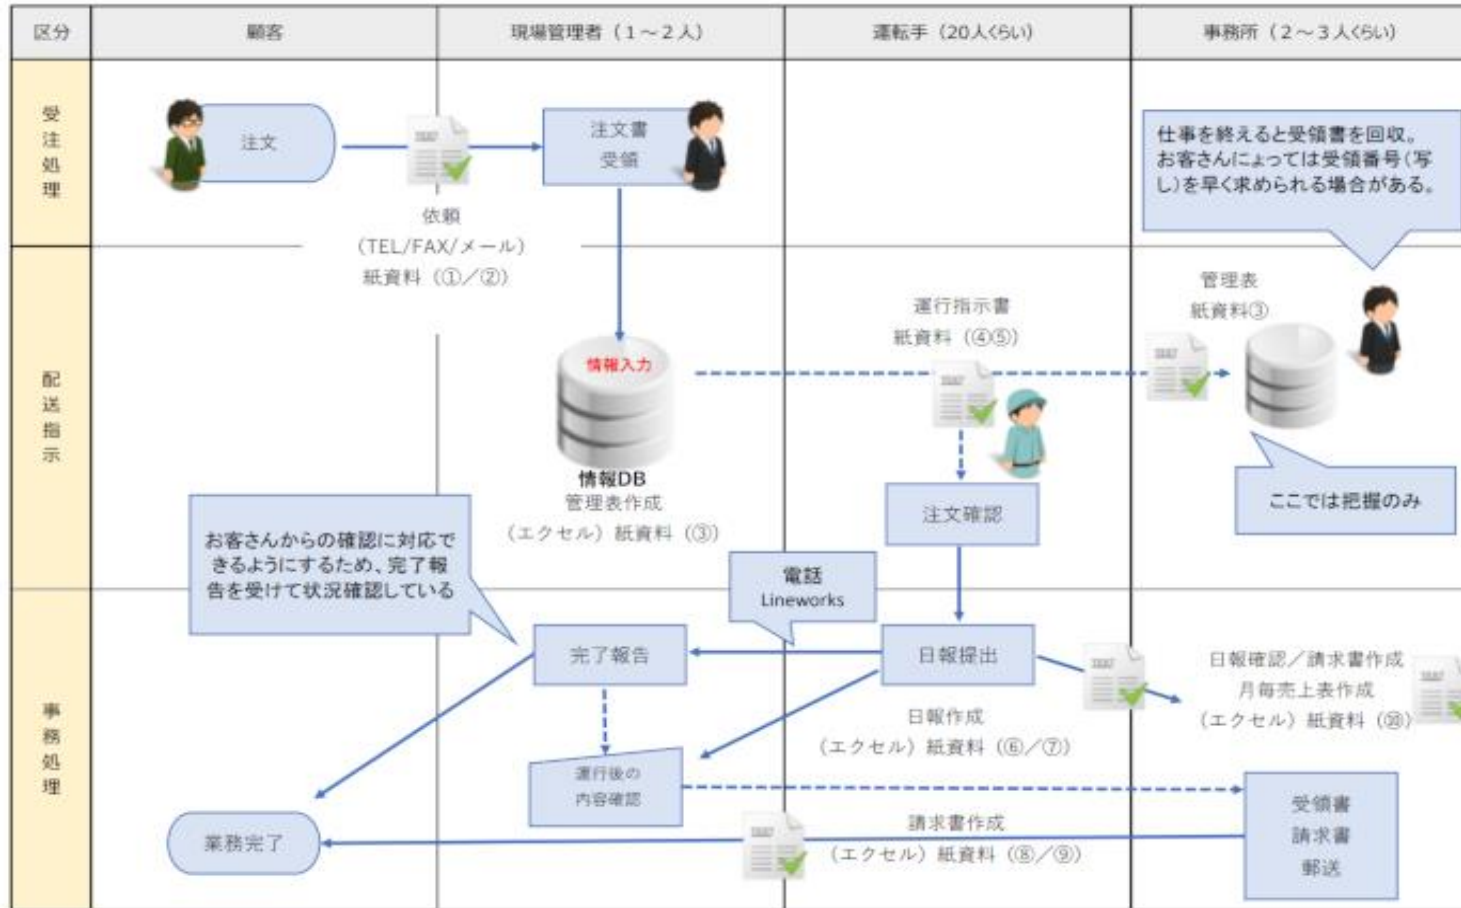 区分
顧客
現場管理者（１～２人）
運転手（20人くらい）
事務所（２～３人くらい）
受注処理
注文
注文書
受領
依頼
（TEL/FAX/メール）
紙資料（①／②）
仕事を終えると受領書を回収。
お客さんによっては受領番号（写
し）を早く求められる場合がある。
配送指示
情報入力
情報DB
管理表作成
（エクセル）紙資料（③）
運行指示書
紙資料（④⑤）
注文確認
管理表
紙資料③
ここでは把握のみ
お客さんからの確認に対応で
きるようにするため、完了報
告を受けて状況確認している
電話
Lineworks
事務処理
完了報告
日報提出
日報確認／請求書作成
月毎売上表作成
（エクセル）紙資料（⑩）
日報作成
（エクセル）紙資料（⑥／⑦）
運行後の
内容確認
業務完了
請求書作成
（エクセル）紙資料（⑧／⑨）
受領書
請求書
郵送